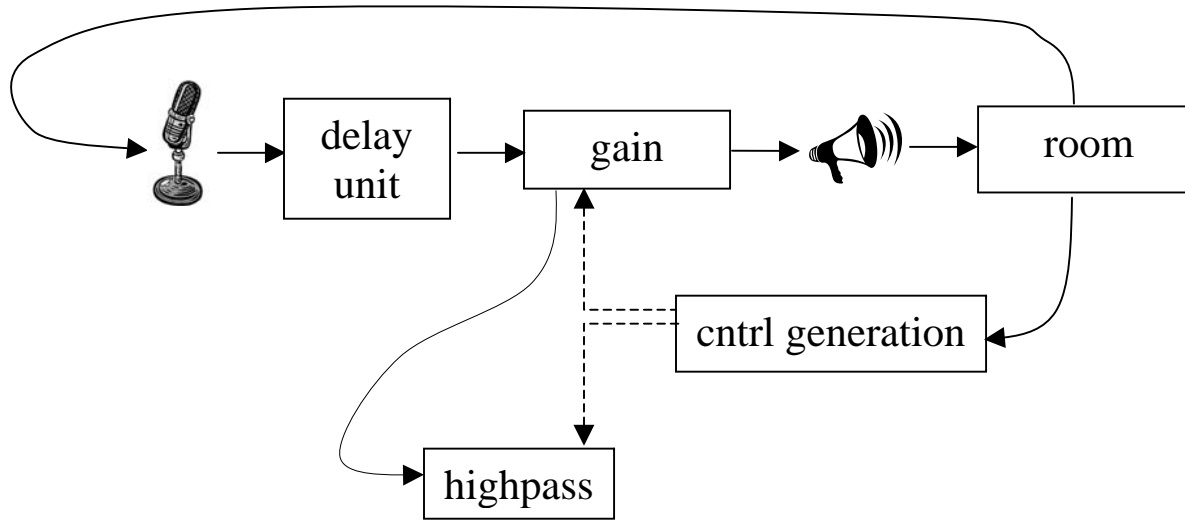 delay
unit
gain
room
cntrl generation
highpass